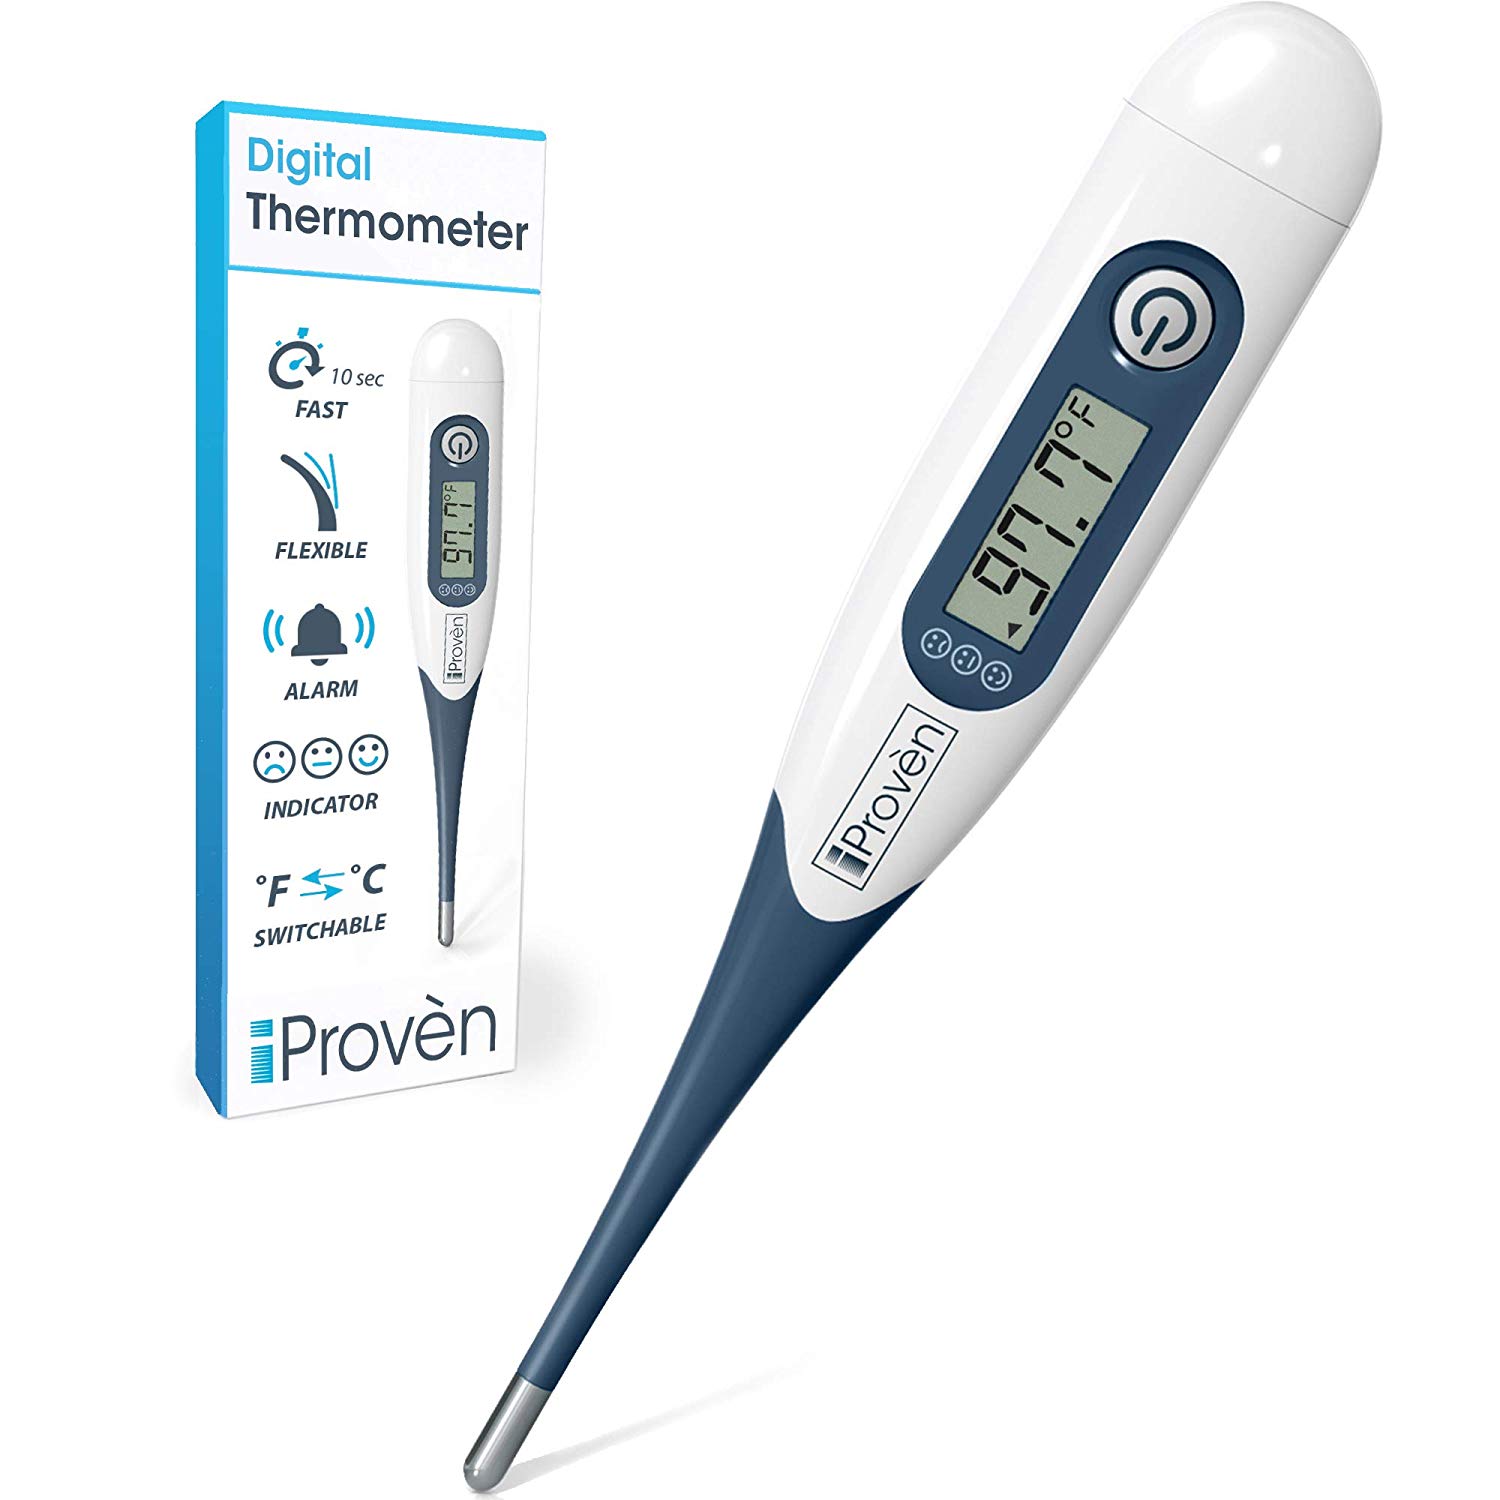 Digital
Thermometer
10 sec
FAST
FLEXIBLE
ALARM
INDICATOR
°F °C
SWITCHABLE
iProvèn
97.7°F
iProvèn
97.7°F
iProvèn